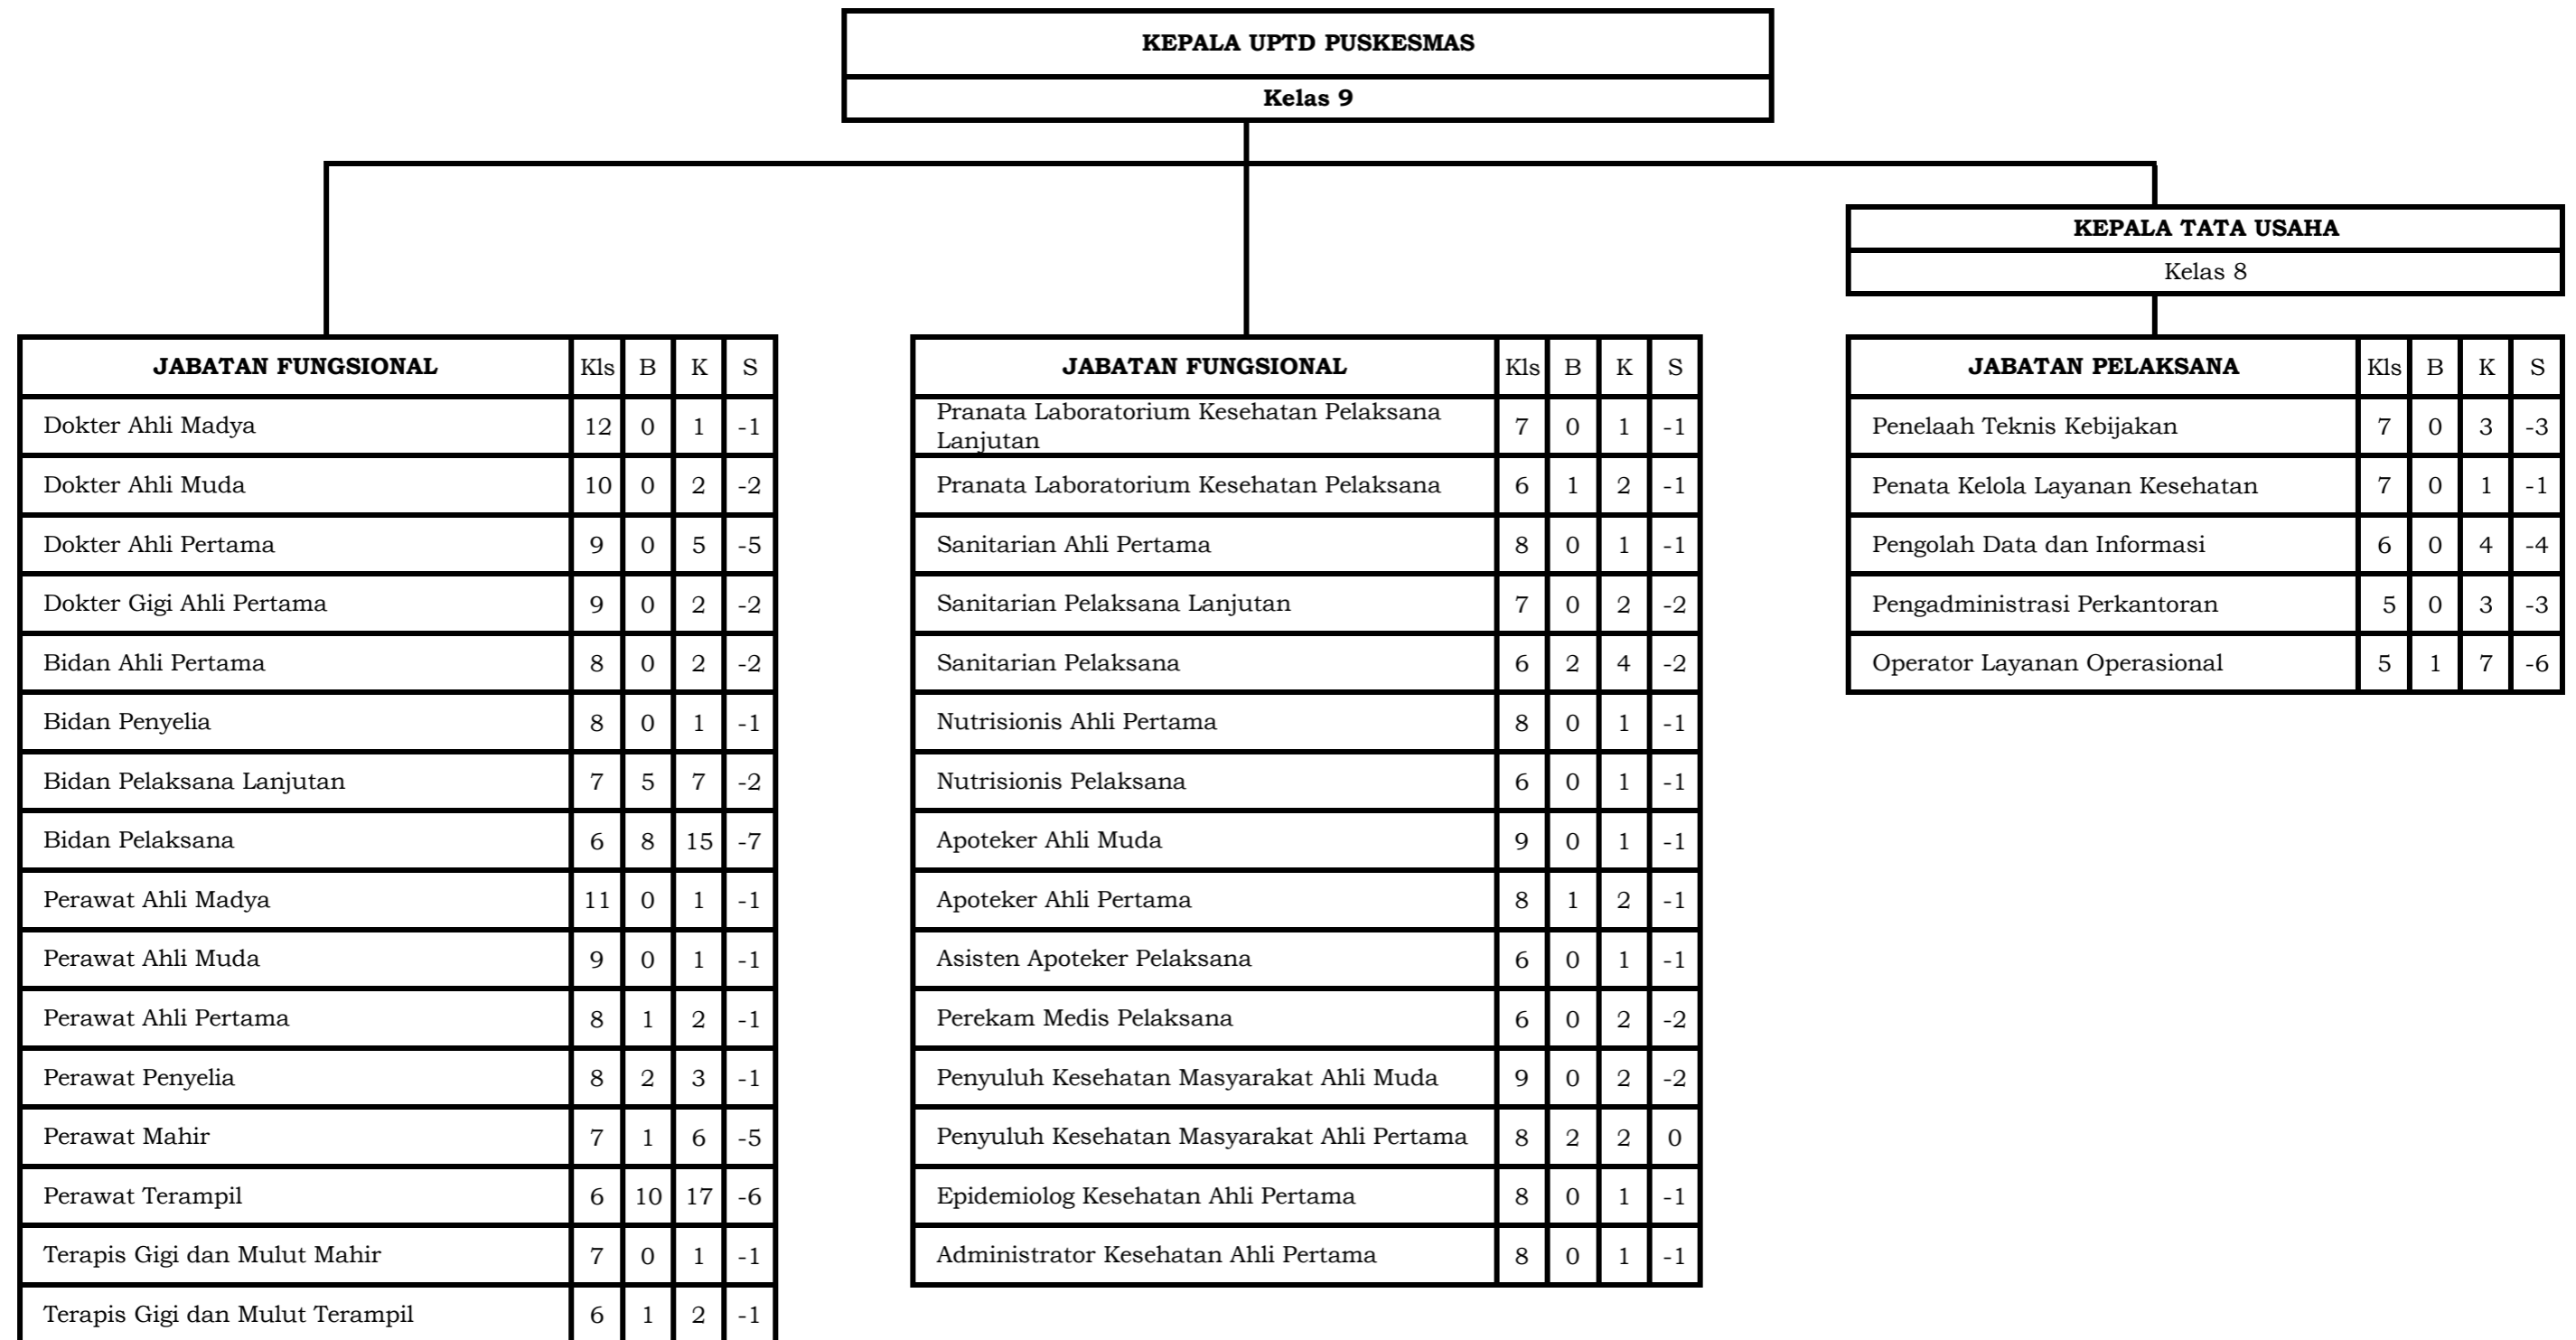 KEPALA UPTD PUSKESMAS
Kelas 9
KEPALA TATA USAHA
Kelas 8
JABATAN FUNGSIONAL Kls B K S
Dokter Ahli Madya 12 0 1 -1
Dokter Ahli Muda 10 0 2 -2
Dokter Ahli Pertama 9 0 5 -5
Dokter Gigi Ahli Pertama 9 0 2 -2
Bidan Ahli Pertama 8 0 2 -2
Bidan Penyelia 8 0 1 -1
Bidan Pelaksana Lanjutan 7 5 7 -2
Bidan Pelaksana 6 8 15 -7
Perawat Ahli Madya 11 0 1 -1
Perawat Ahli Muda 9 0 1 -1
Perawat Ahli Pertama 8 1 2 -1
Perawat Penyelia 8 2 3 -1
Perawat Mahir 7 1 6 -5
Perawat Terampil 6 10 17 -6
Terapis Gigi dan Mulut Mahir 7 0 1 -1
Terapis Gigi dan Mulut Terampil 6 1 2 -1
JABATAN FUNGSIONAL Kls B K S
Pranata Laboratorium Kesehatan Pelaksana
Lanjutan 7 0 1 -1
Pranata Laboratorium Kesehatan Pelaksana 6 1 2 -1
Sanitarian Ahli Pertama 8 0 1 -1
Sanitarian Pelaksana Lanjutan 7 0 2 -2
Sanitarian Pelaksana 6 2 4 -2
Nutrisionis Ahli Pertama 8 0 1 -1
Nutrisionis Pelaksana 6 0 1 -1
Apoteker Ahli Muda 9 0 1 -1
Apoteker Ahli Pertama 8 1 2 -1
Asisten Apoteker Pelaksana 6 0 1 -1
Perekam Medis Pelaksana 6 0 2 -2
Penyuluh Kesehatan Masyarakat Ahli Muda 9 0 2 -2
Penyuluh Kesehatan Masyarakat Ahli Pertama 8 2 2 0
Epidemiolog Kesehatan Ahli Pertama 8 0 1 -1
Administrator Kesehatan Ahli Pertama 8 0 1 -1
JABATAN PELAKSANA Kls B K S
Penelaah Teknis Kebijakan 7 0 3 -3
Penata Kelola Layanan Kesehatan 7 0 1 -1
Pengolah Data dan Informasi 6 0 4 -4
Pengadministrasi Perkantoran 5 0 3 -3
Operator Layanan Operasional 5 1 7 -6